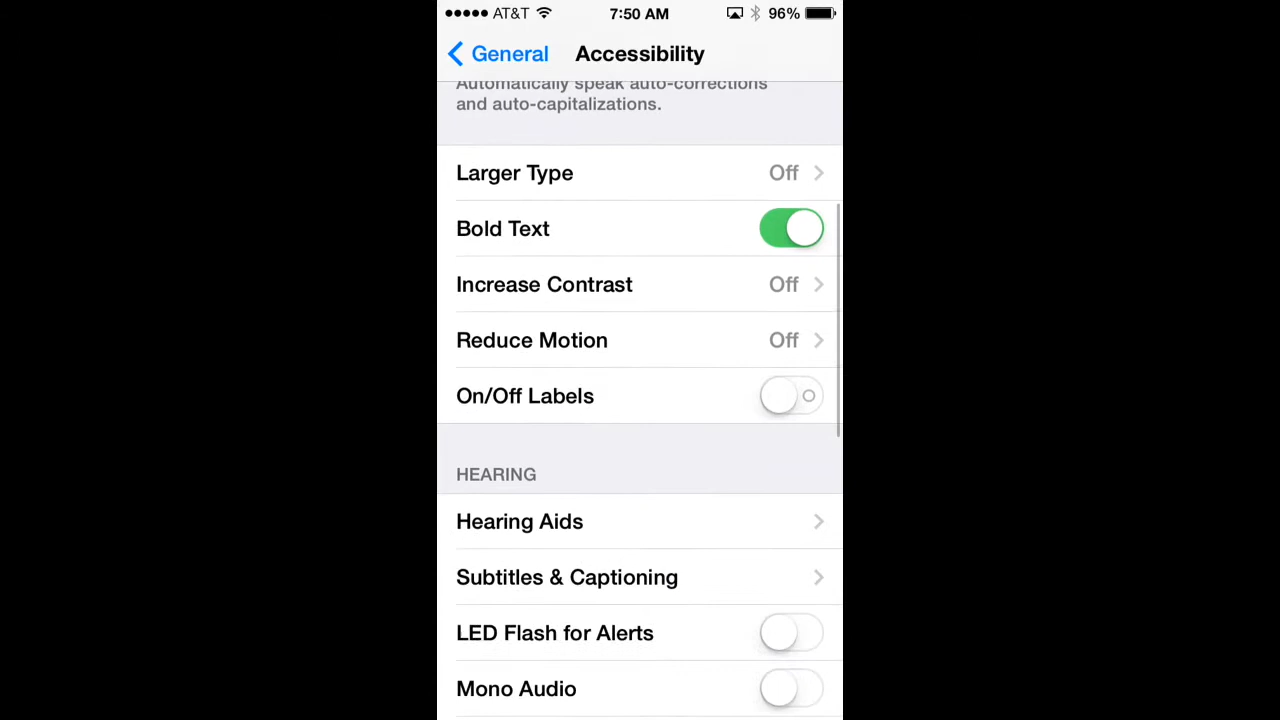 AT&T 7:50 AM 96%
General Accessibility
Automatically speak auto-corrections
and auto-capitalizations.
Larger Type Off
Bold Text
Increase Contrast Off
Reduce Motion Off
On/Off Labels
HEARING
Hearing Aids
Subtitles & Captioning
LED Flash for Alerts
Mono Audio